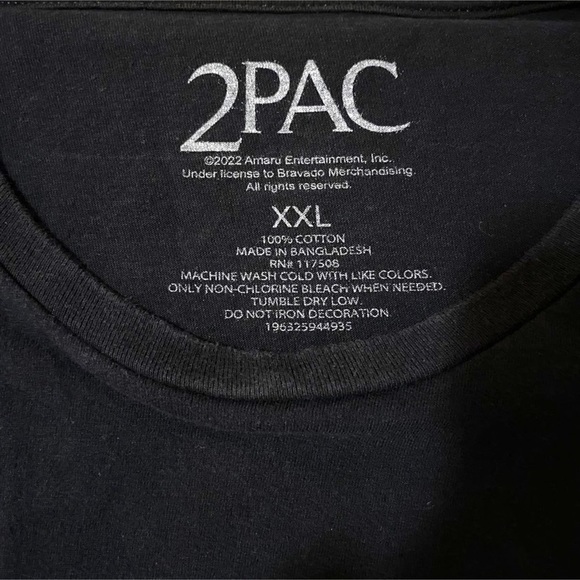 2PAC
©2022 Amaru Entertainment, Inc.
Under license to Bravado Merchandising.
All rights reserved.
XXL
100% COTTON
MADE IN BANGLADESH
RN# 117508
MACHINE WASH COLD WITH LIKE COLORS.
ONLY NON-CHLORINE BLEACH WHEN NEEDED.
TUMBLE DRY LOW.
DO NOT IRON DECORATION.
196325944935